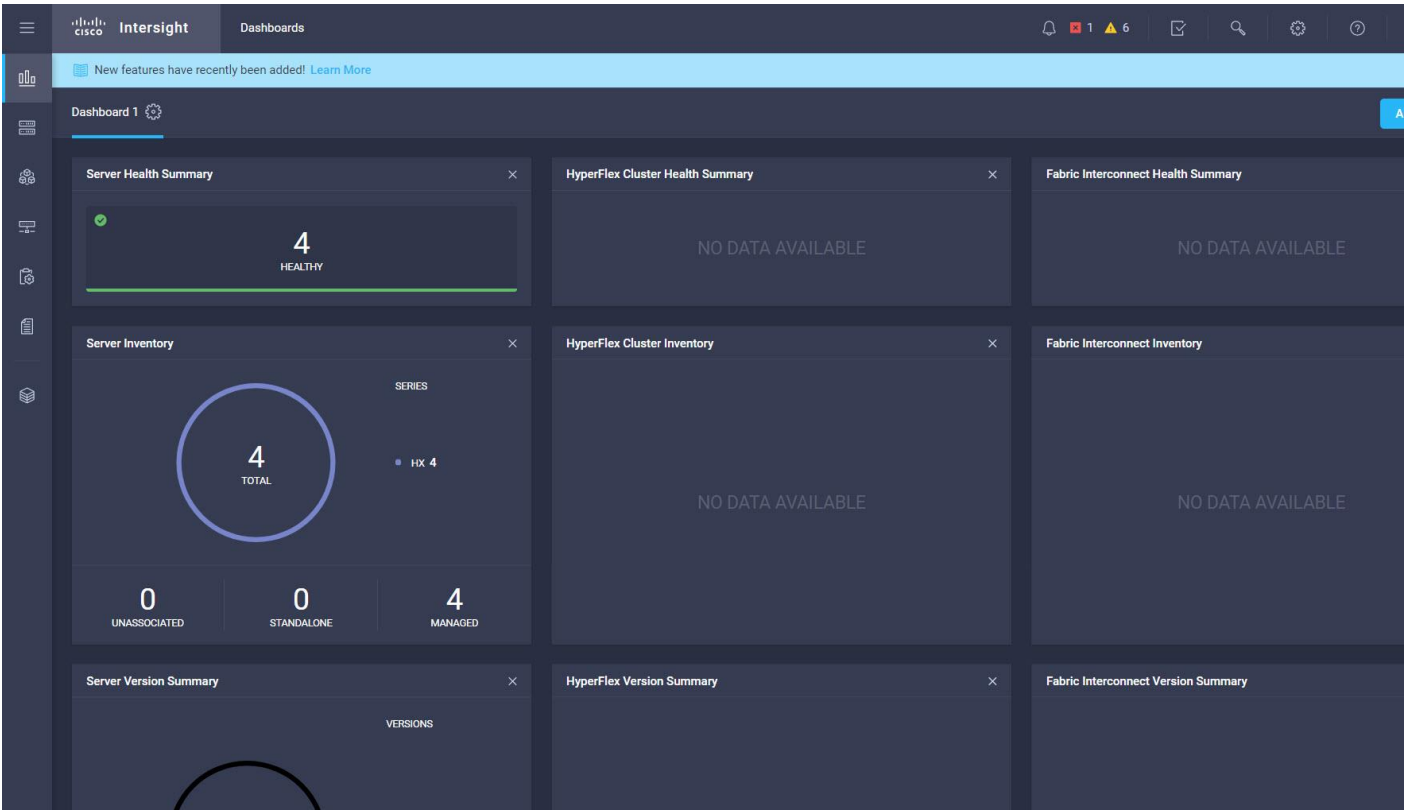 cisco Intersight Dashboards 1 6
New features have recently been added! Learn More
Dashboard 1
A
Server Health Summary
4
HEALTHY
HyperFlex Cluster Health Summary
NO DATA AVAILABLE
Fabric Interconnect Health Summary
NO DATA AVAILABLE
Server Inventory
4
TOTAL
SERIES
HX 4
0
UNASSOCIATED
0
STANDALONE
4
MANAGED
HyperFlex Cluster Inventory
NO DATA AVAILABLE
Fabric Interconnect Inventory
NO DATA AVAILABLE
Server Version Summary
VERSIONS
HyperFlex Version Summary
Fabric Interconnect Version Summary